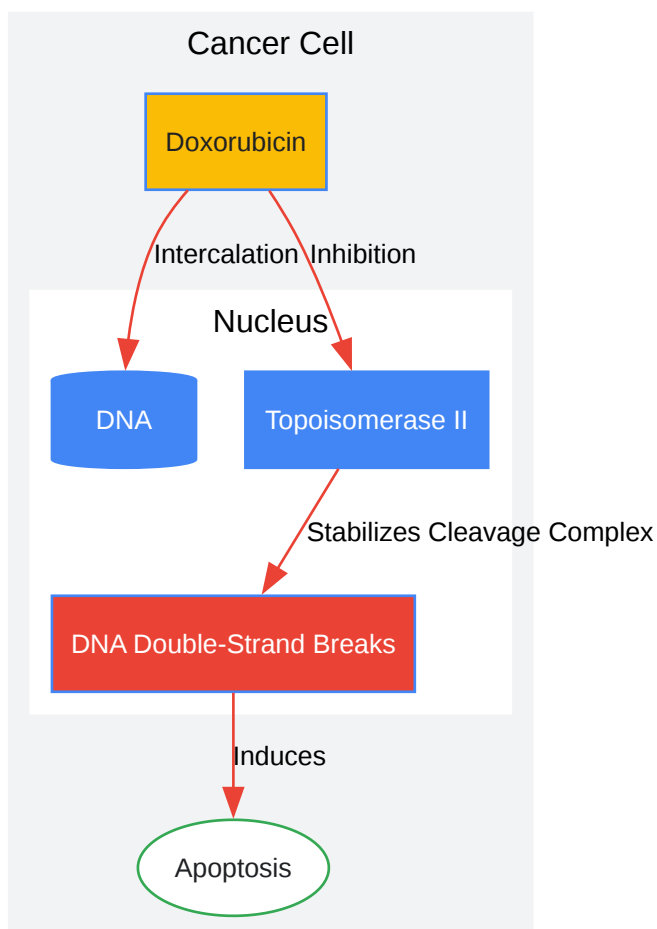 Cancer Cell
Doxorubicin
Intercalation
Inhibition
Nucleus
DNA
Topoisomerase II
Stabilizes Cleavage Complex
DNA Double-Strand Breaks
Induces
Apoptosis